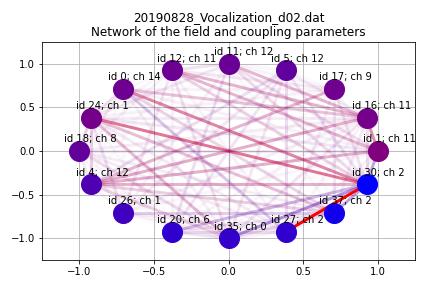 20190828_Vocalization_d02.dat
Network of the field and coupling parameters
id 11; ch 12
id 12; ch 11
id 5; ch 12
id 0; ch 14
id 17; ch 9
id 24; ch 1
id 16; ch 11
id 18; ch 8
id 1; ch 11
id 4; ch 12
id 30; ch 2
id 26; ch 1
id 37; ch 2
id 20; ch 6
id 35; ch 0
id 27; ch 2
1.0
0.5
0.0
−0.5
−1.0
−1.0 −0.5 0.0 0.5 1.0